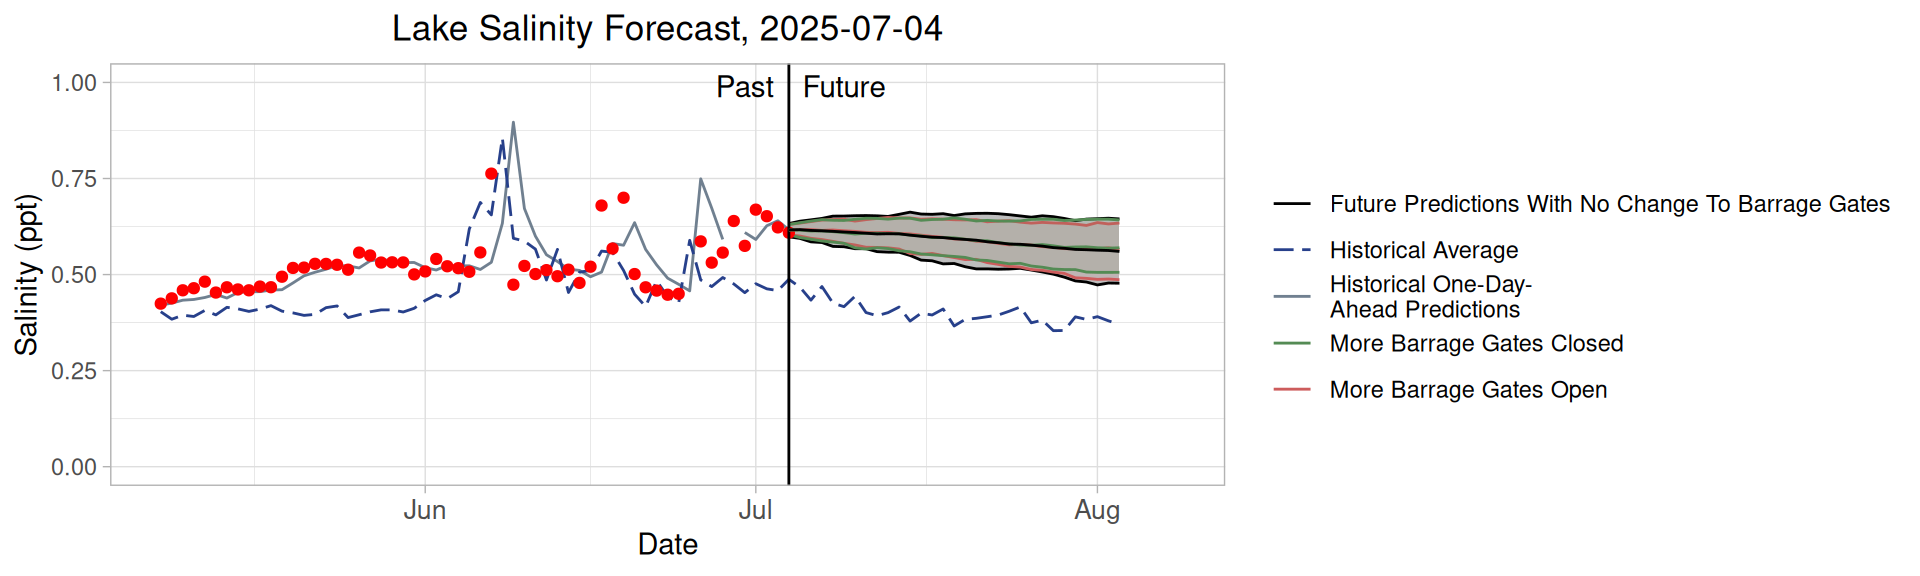 Lake Salinity Forecast, 2025-07-04
Past
Future
1.00
0.75
0.50
0.25
0.00
Salinity (ppt)
Jun
Jul
Aug
Date
Future Predictions With No Change To Barrage Gates
Historical Average
Historical One-Day-
Ahead Predictions
More Barrage Gates Closed
More Barrage Gates Open